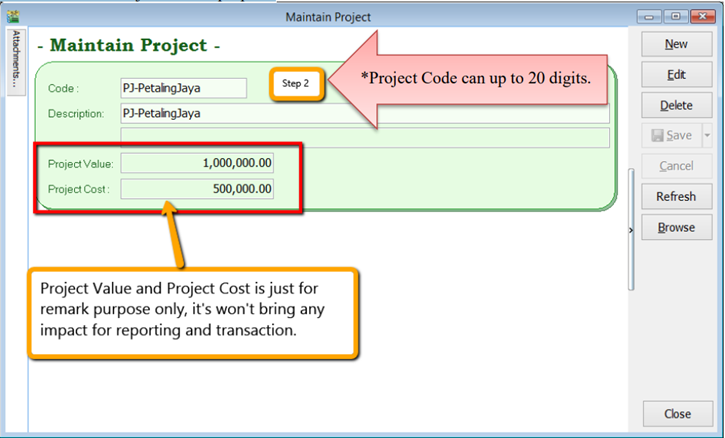 Maintain Project
Attachments...
- Maintain Project -
Code :
PJ-PetalingJaya
Step 2
*Project Code can up to 20 digits.
Description:
PJ-PetalingJaya
Project Value:
1,000,000.00
Project Cost :
500,000.00
Project Value and Project Cost is just for
remark purpose only, it's won't bring any
impact for reporting and transaction.
New
Edit
Delete
Save
Cancel
Refresh
Browse
Close